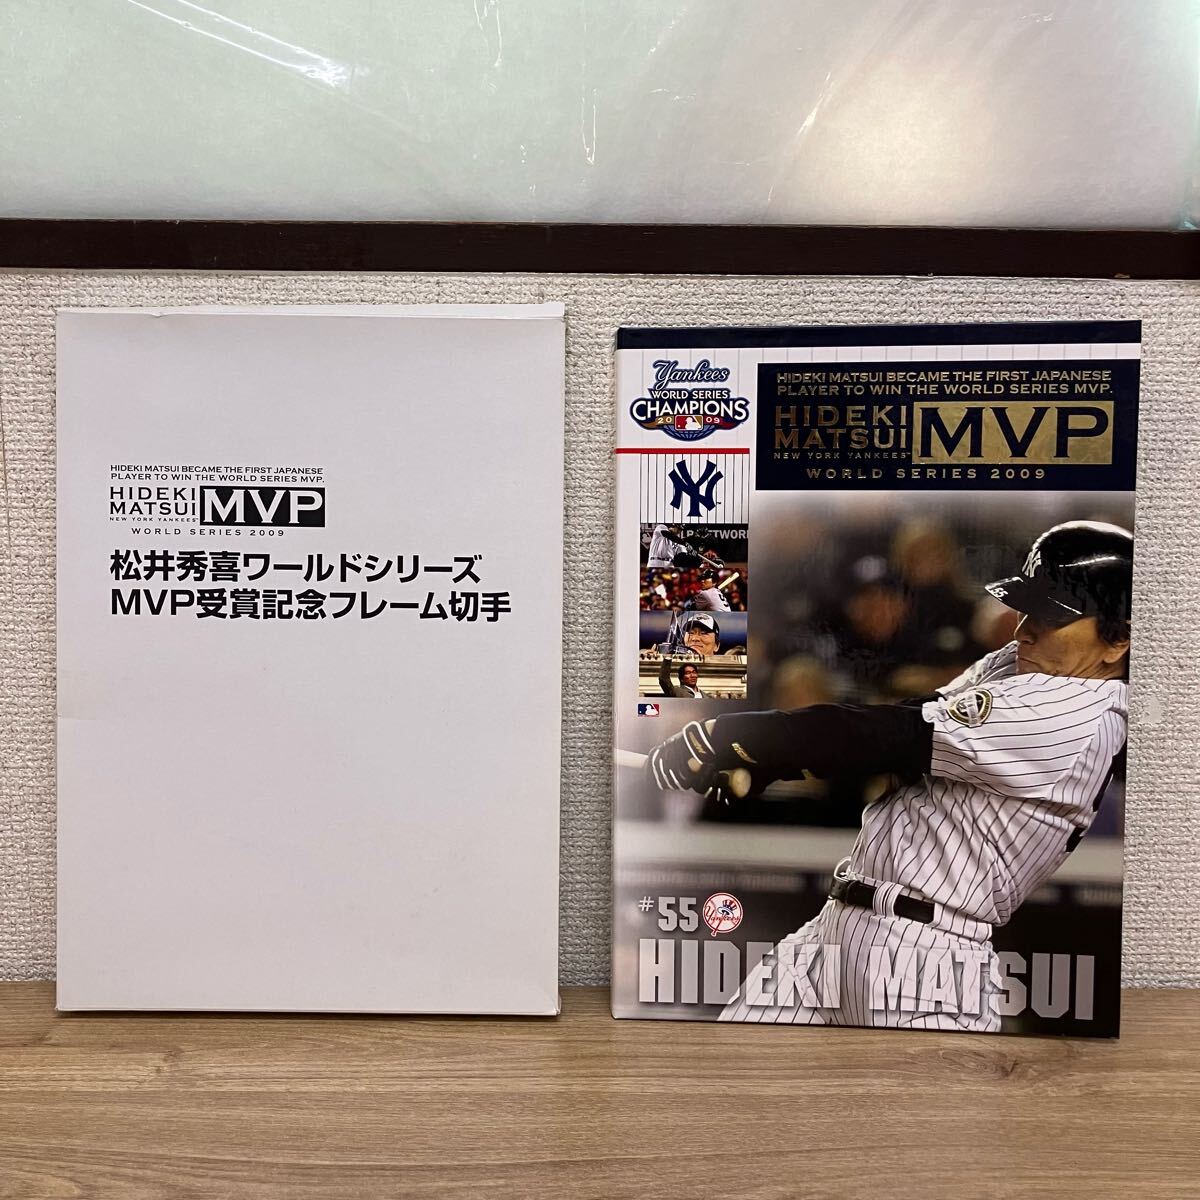 HIDEKI MATSUI BECAME THE FIRST JAPANESE
PLAYER TO WIN THE WORLD SERIES MVP.
HIDEKI
MATSUI
NEW YORK YANKEES™
MVP
WORLD SERIES 2009
松井秀喜ワールドシリーズ
MVP受賞記念フレーム切手
Yankees
WORLD SERIES
CHAMPIONS
2009
HIDEKI MATSUI BECAME THE FIRST JAPANESE
PLAYER TO WIN THE WORLD SERIES MVP.
HIDEKI
MATSUI
NEW YORK YANKEES™
MVP
WORLD SERIES 2009
NY
55
#55
Yankees
HIDEKI MATSUI